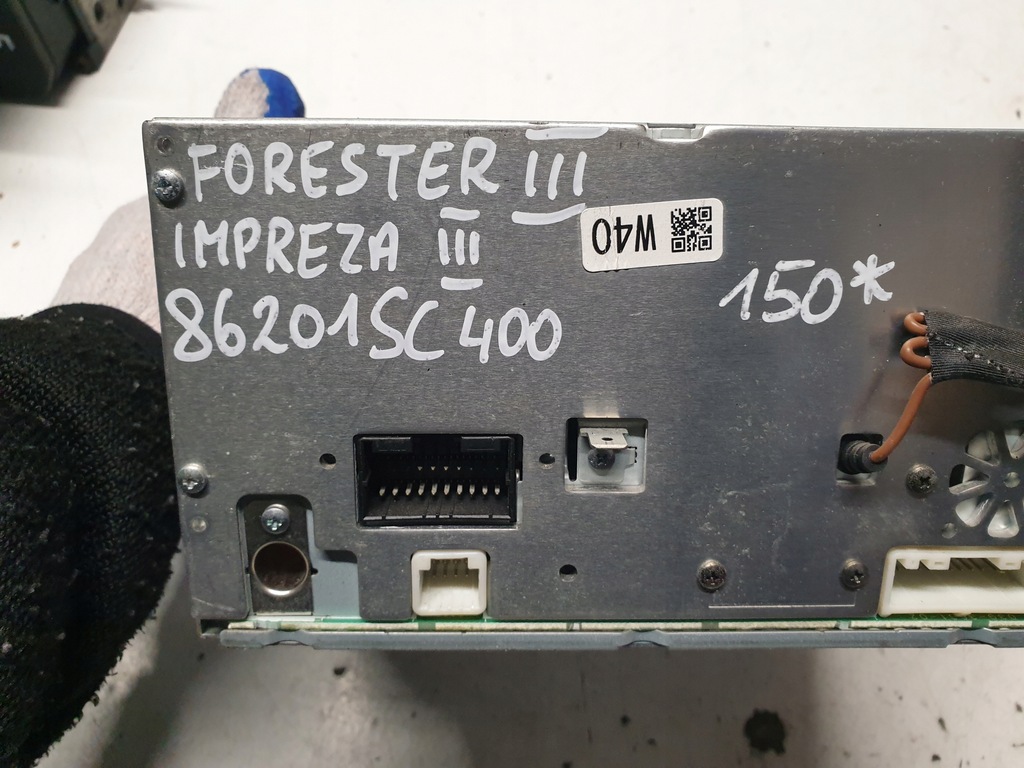 FORESTER III
IMPREZA III
86201SC400
W40
150*